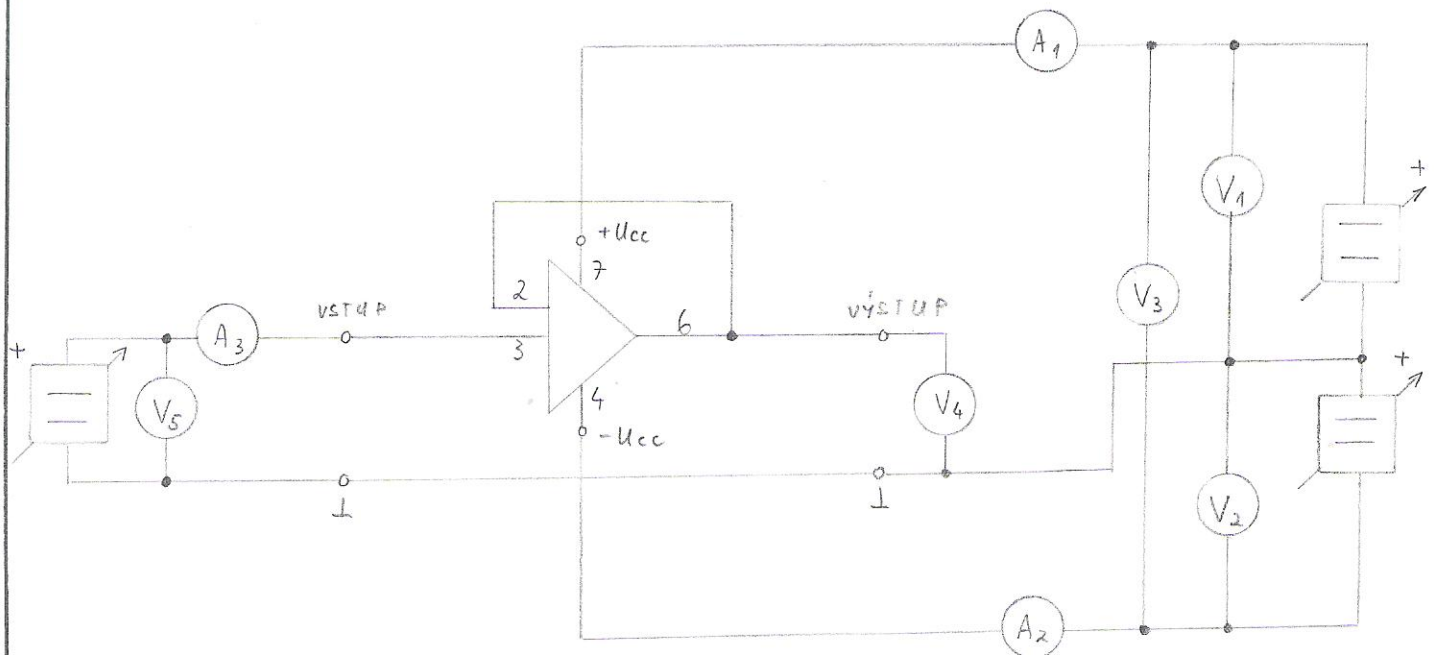 A1
+
V1
+Ucc
7
2
V3
VSTUP
VÝSTUP
6
A3
3
+
+
V5
4
V4
-Ucc
⊥
⊥
V2
A2